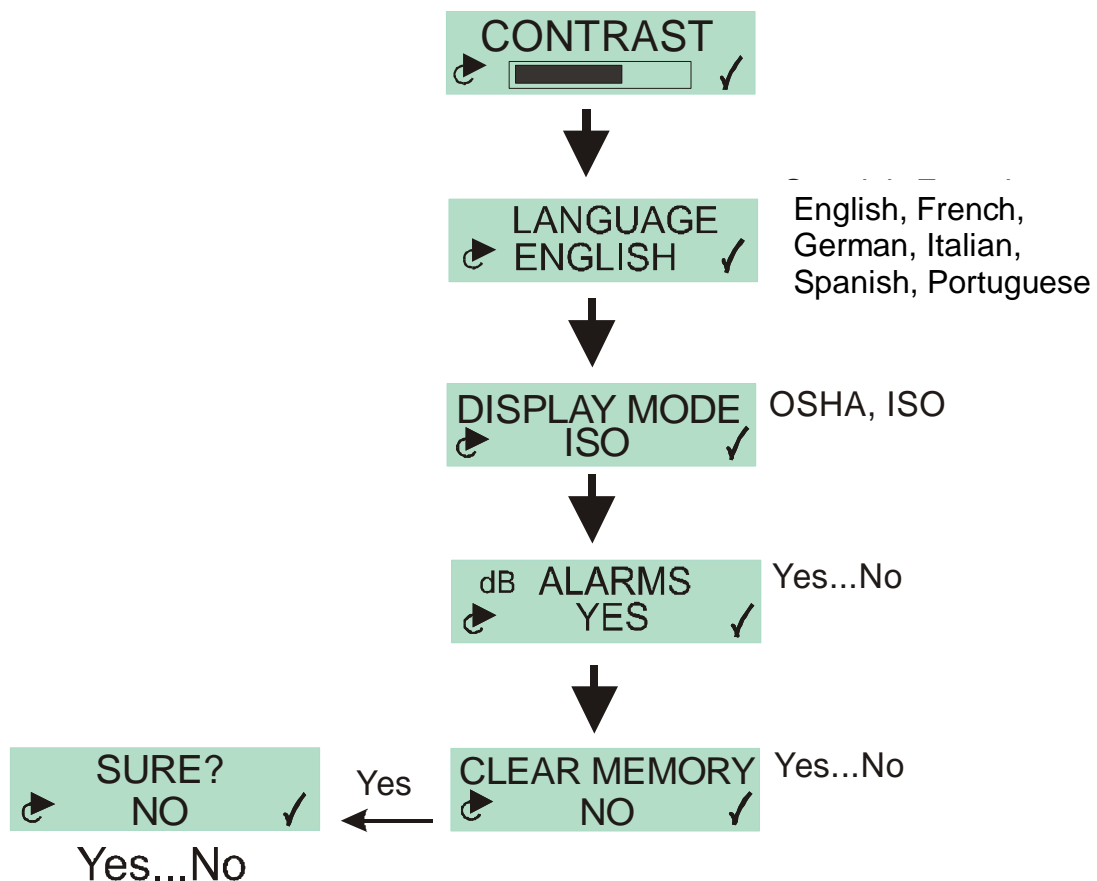 CONTRAST
LANGUAGE
ENGLISH
English, French,
German, Italian,
Spanish, Portuguese
DISPLAY MODE
ISO
OSHA, ISO
dB ALARMS
YES
Yes...No
CLEAR MEMORY
NO
Yes...No
Yes
SURE?
NO
Yes...No